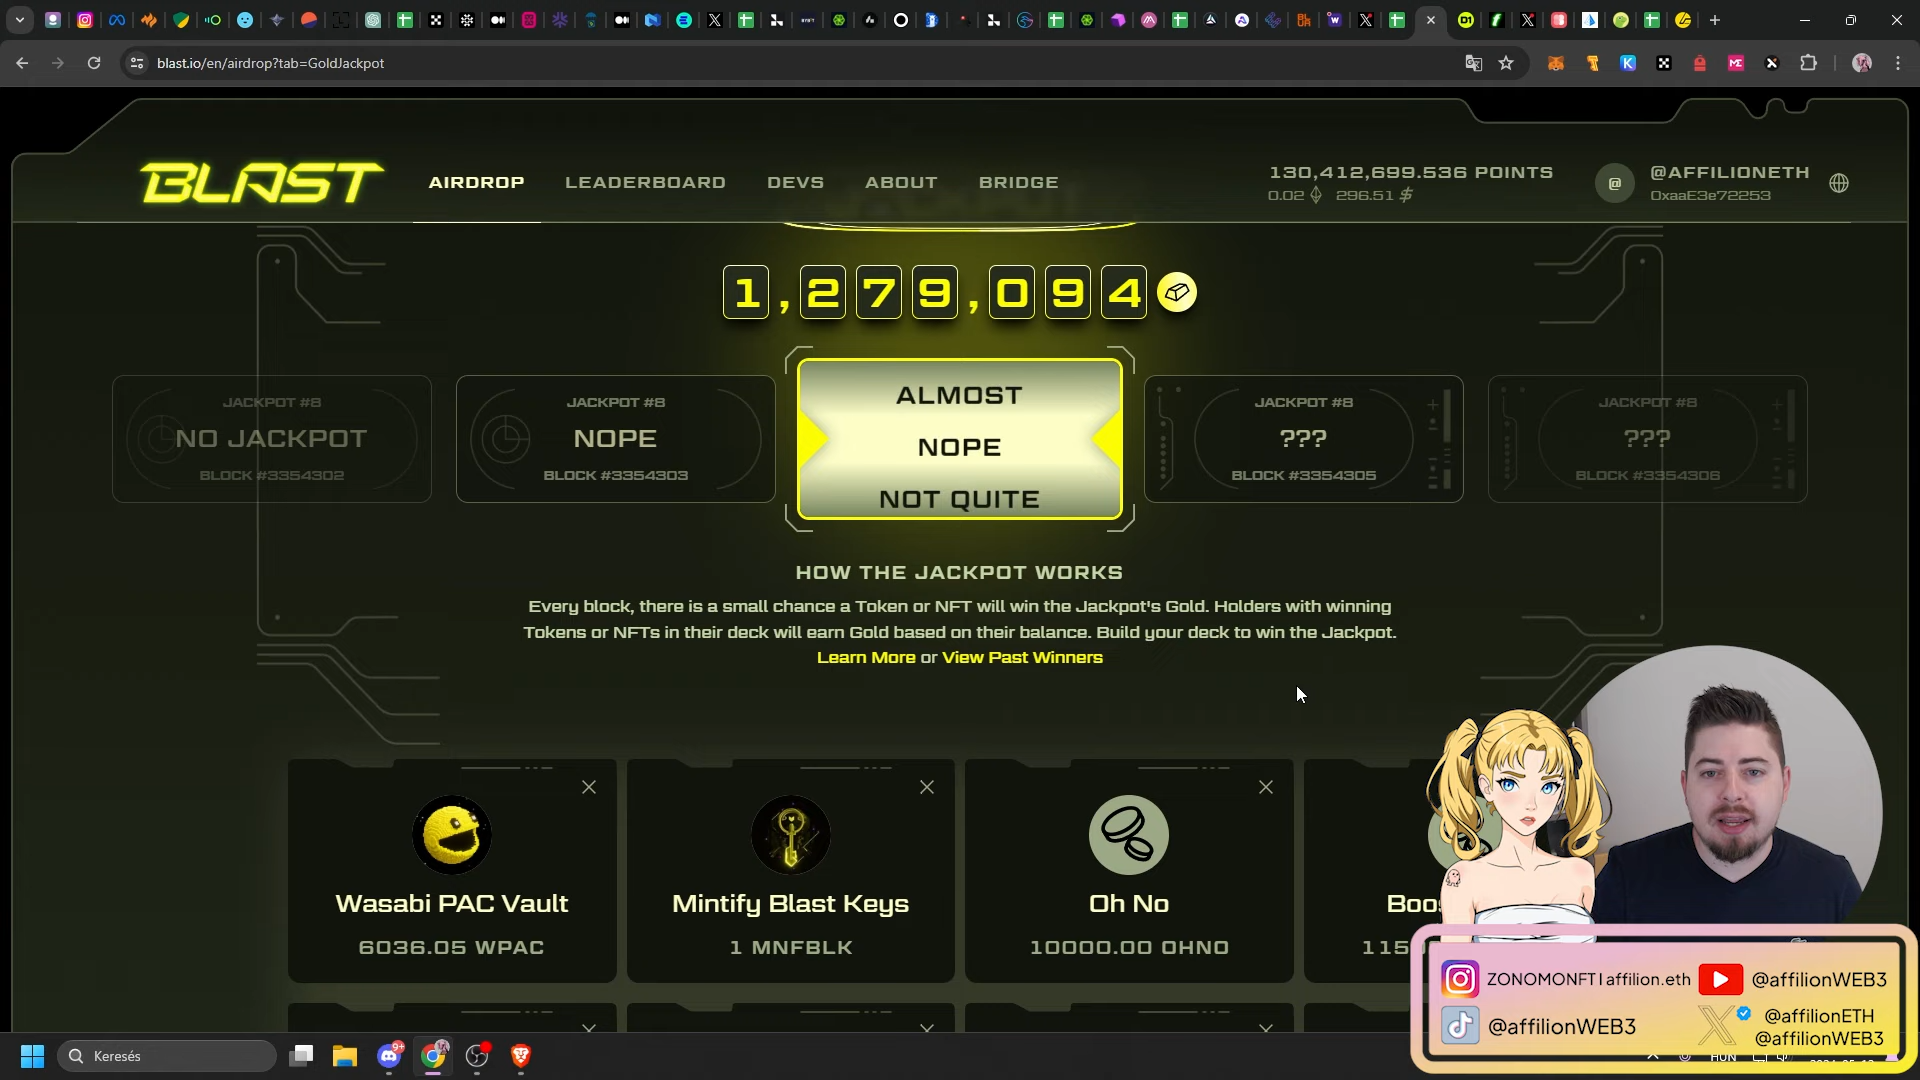 blast.io/en/airdrop?tab=GoldJackpot
BLAST
AIRDROP
LEADERBOARD
DEVS
ABOUT
BRIDGE
130,412,699.536 POINTS
0.02 296.51 $
@
@AFFILIONETH
0xaaE3e72253
1,279,094
JACKPOT #8
NO JACKPOT
BLOCK #3354302
JACKPOT #8
NOPE
BLOCK #3354303
ALMOST
NOPE
NOT QUITE
JACKPOT #8
???
BLOCK #3354305
JACKPOT #8
???
BLOCK #3354306
HOW THE JACKPOT WORKS
Every block, there is a small chance a Token or NFT will win the Jackpot's Gold. Holders with winning
Tokens or NFTs in their deck will earn Gold based on their balance. Build your deck to win the Jackpot.
Learn More or View Past Winners
Wasabi PAC Vault
6036.05 WPAC
Mintify Blast Keys
1 MNFBLK
Oh No
10000.00 OHNO
ZONOMONFT | affilion.eth
@affilionWEB3
@affilionWEB3
@affilionETH
@affilionWEB3
Keresés
9+
HUN